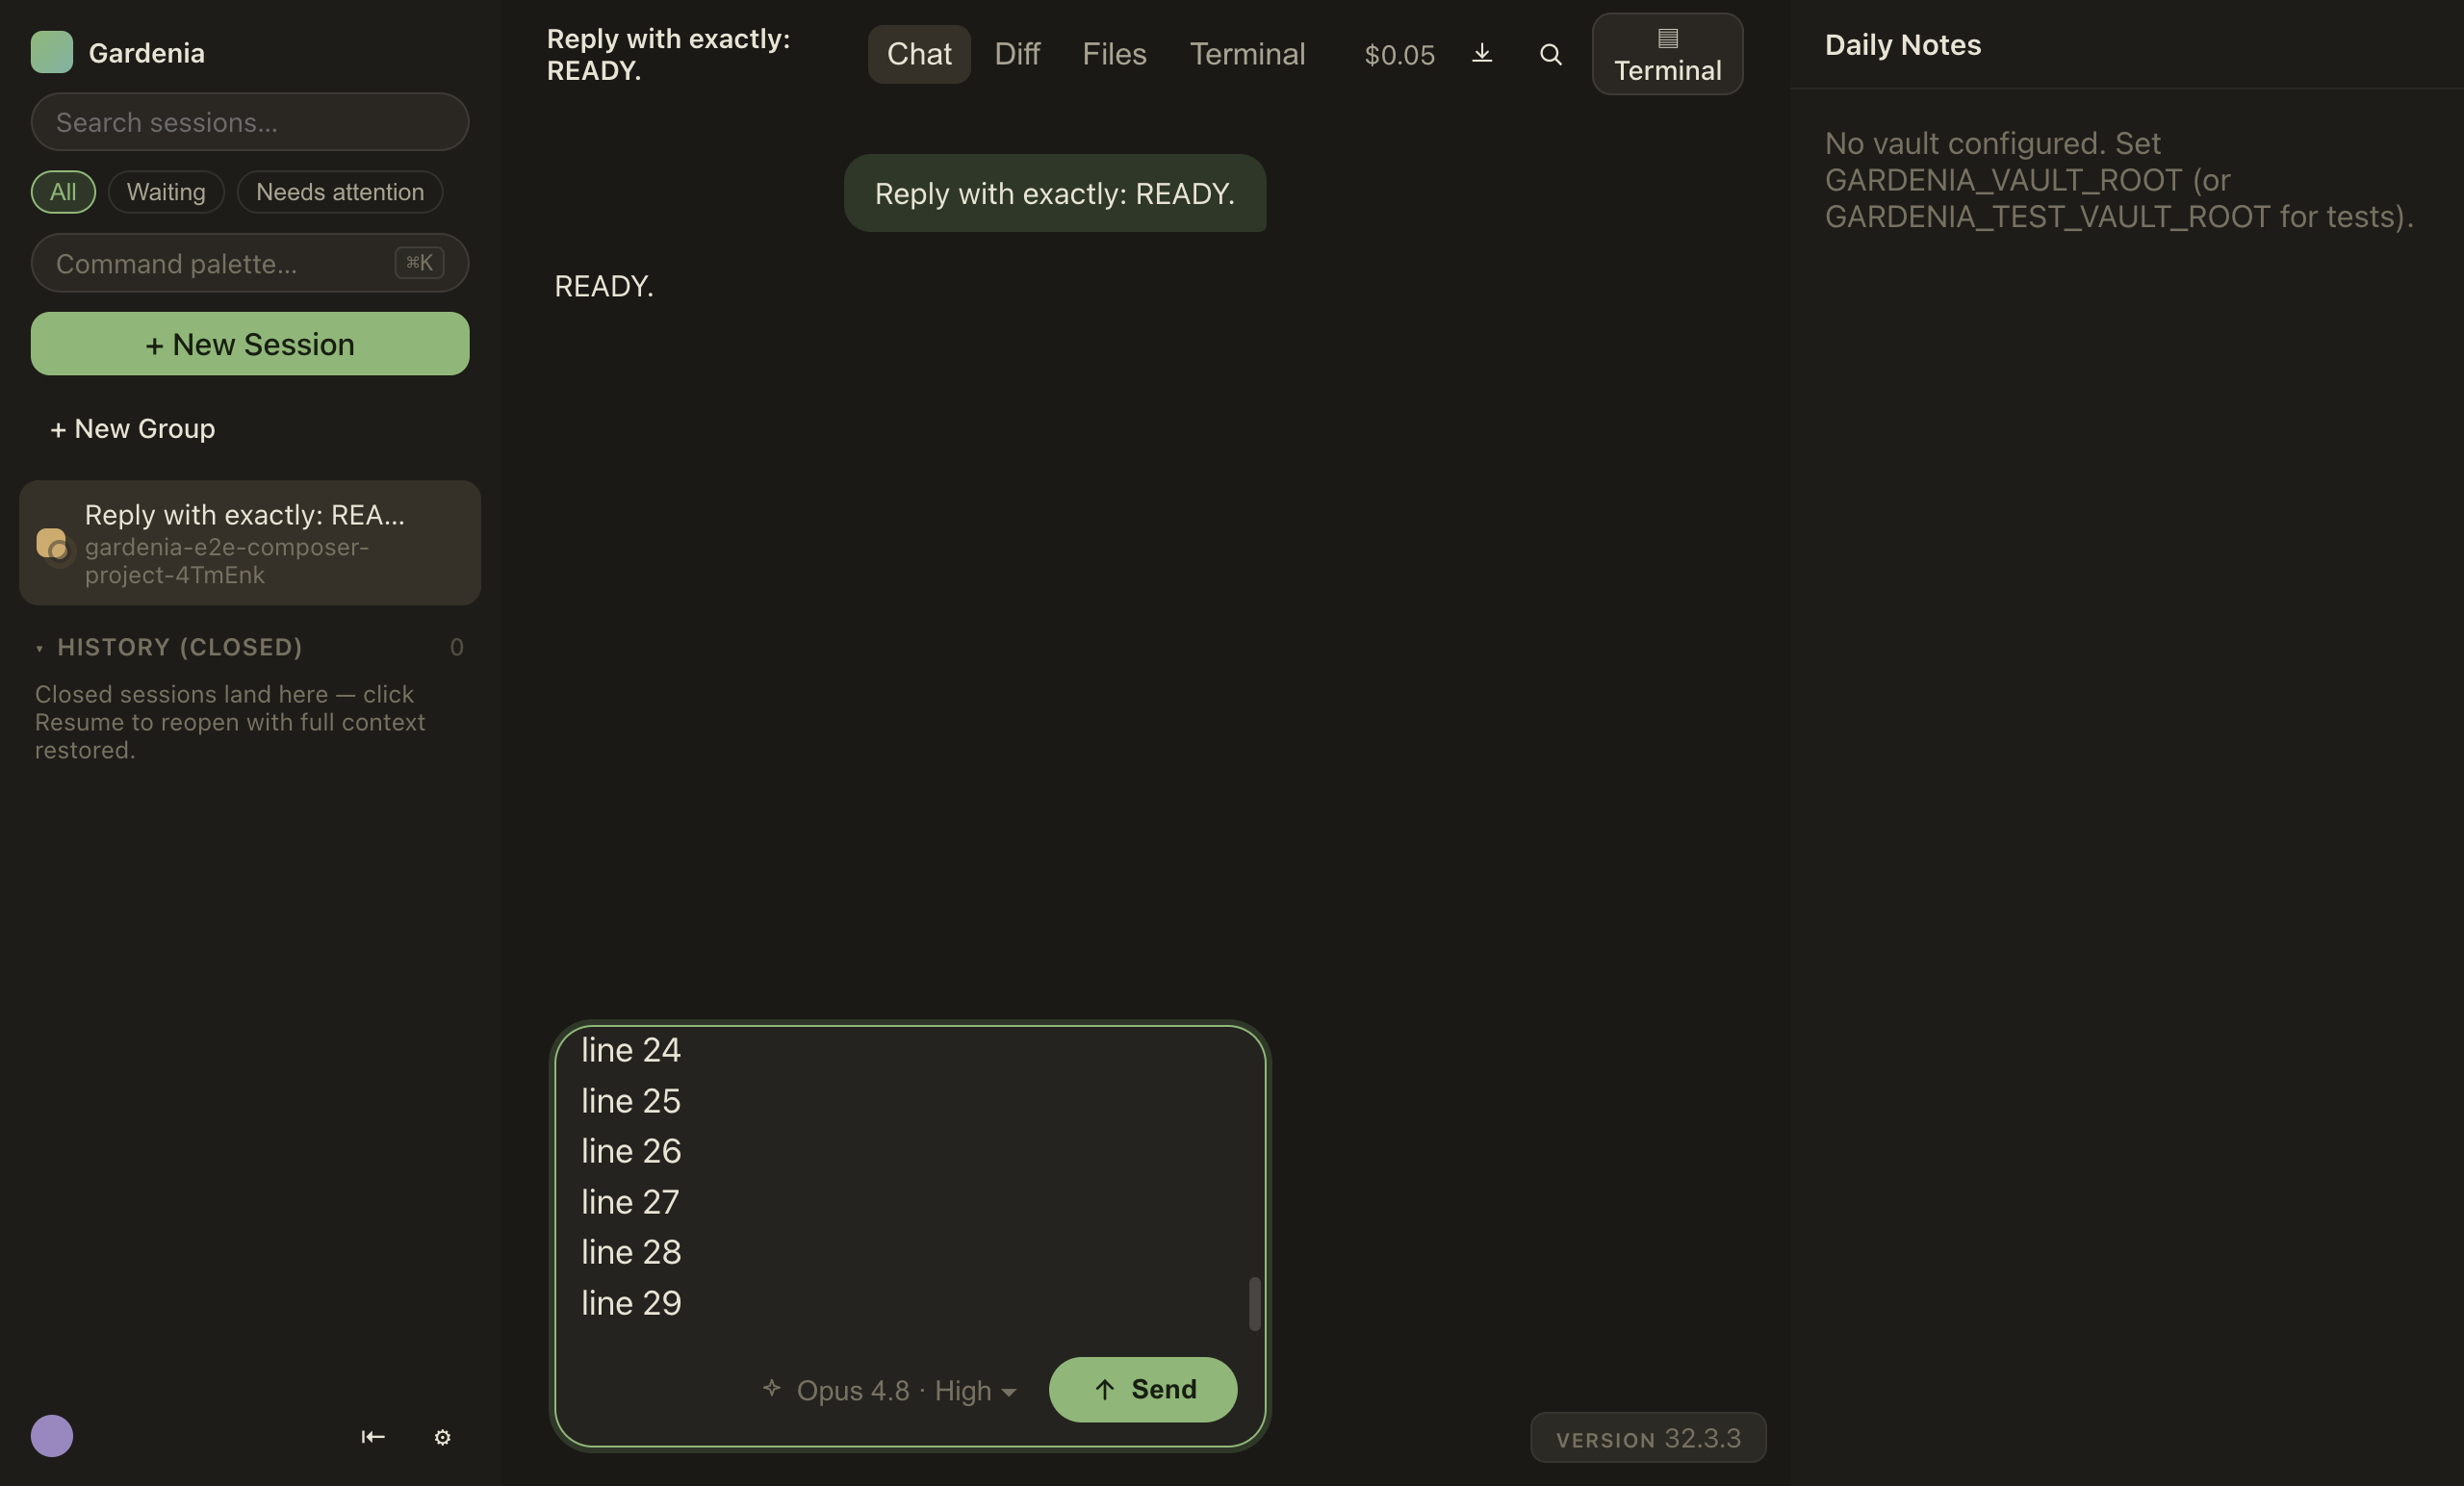 Gardenia
Search sessions...
All
Waiting
Needs attention
Command palette...
⌘K
+ New Session
+ New Group
Reply with exactly: REA...
gardenia-e2e-composer-
project-4TmEnk
HISTORY (CLOSED)
0
Closed sessions land here — click
Resume to reopen with full context
restored.
Reply with exactly:
READY.
Chat
Diff
Files
Terminal
$0.05
Terminal
Reply with exactly: READY.
READY.
line 24
line 25
line 26
line 27
line 28
line 29
Opus 4.8 · High
Send
VERSION 32.3.3
Daily Notes
No vault configured. Set
GARDENIA_VAULT_ROOT (or
GARDENIA_TEST_VAULT_ROOT for tests).